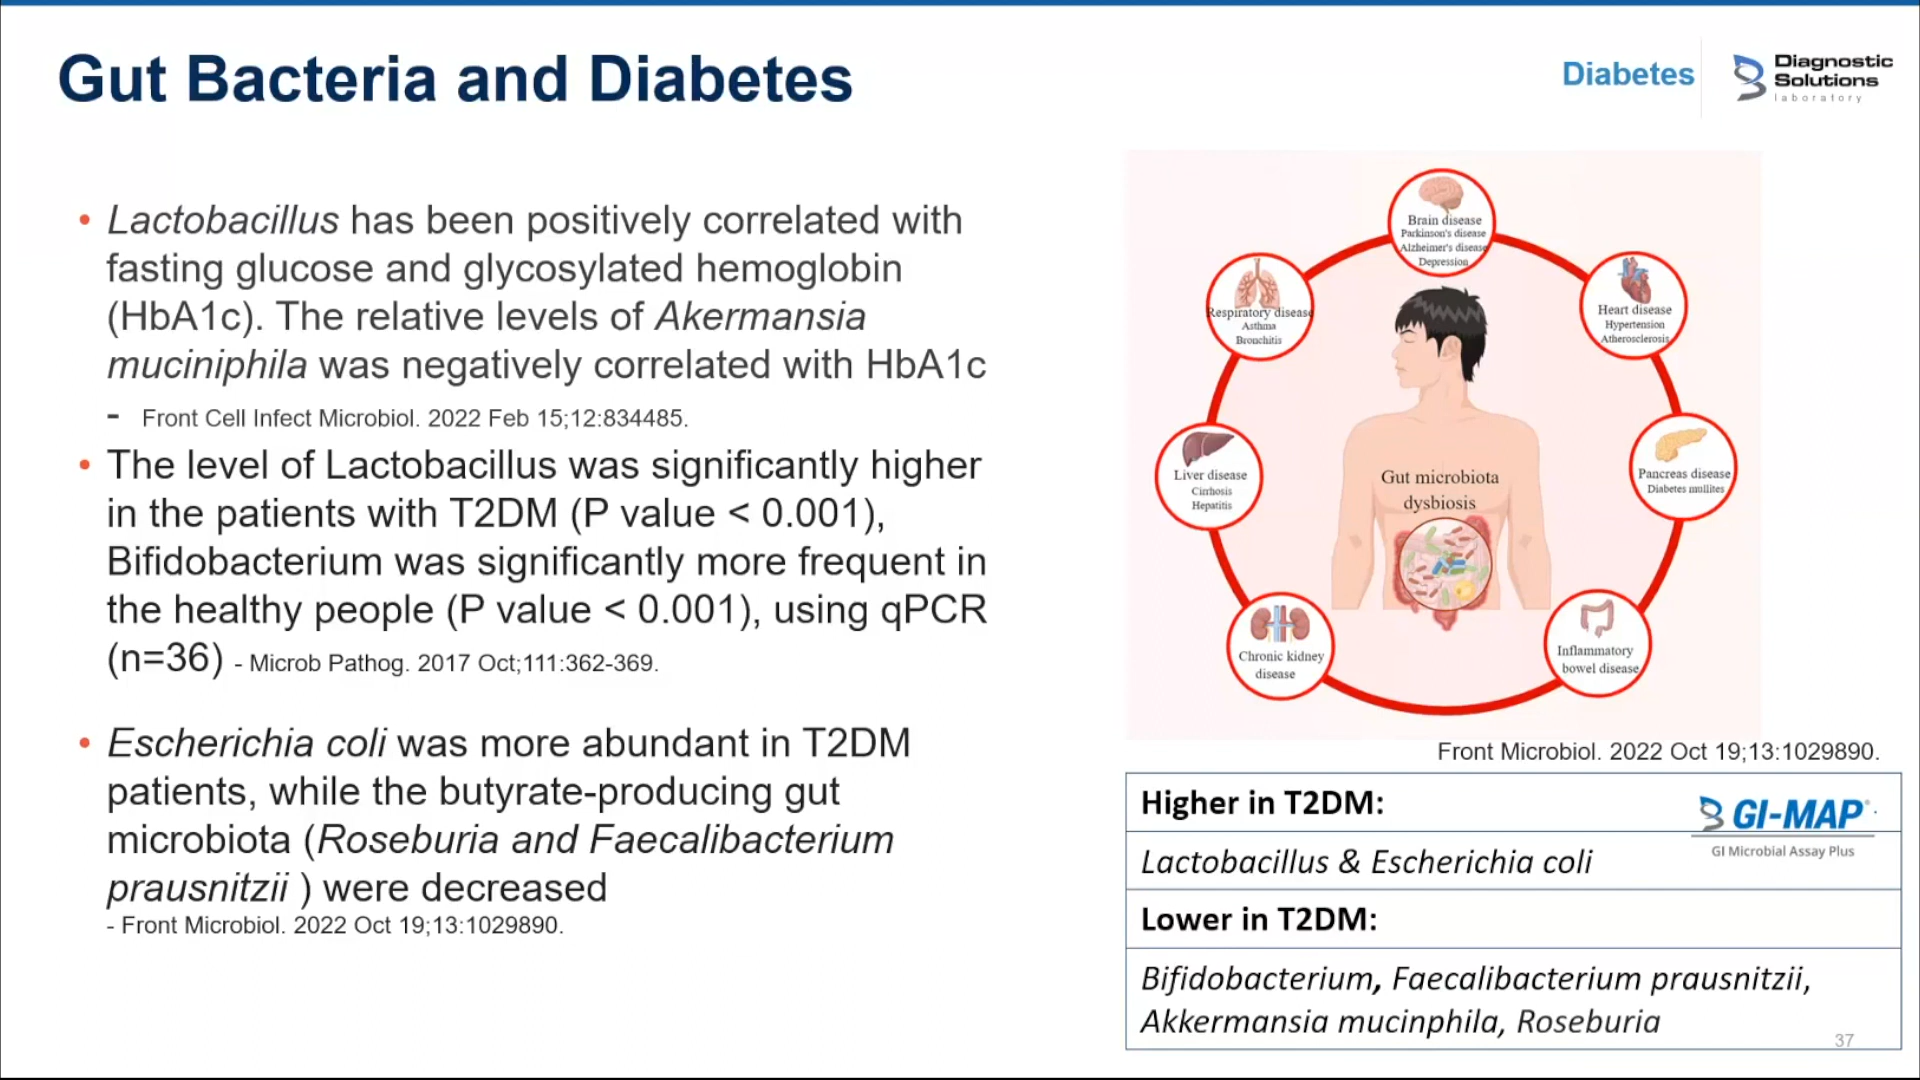 Gut Bacteria and Diabetes
Diabetes
Diagnostic
Solutions
laboratory
• Lactobacillus has been positively correlated with
fasting glucose and glycosylated hemoglobin
(HbA1c). The relative levels of Akermansia
muciniphila was negatively correlated with HbA1c
- Front Cell Infect Microbiol. 2022 Feb 15;12:834485.
• The level of Lactobacillus was significantly higher
in the patients with T2DM (P value < 0.001),
Bifidobacterium was significantly more frequent in
the healthy people (P value < 0.001), using qPCR
(n=36) - Microb Pathog. 2017 Oct;111:362-369.
• Escherichia coli was more abundant in T2DM
patients, while the butyrate-producing gut
microbiota (Roseburia and Faecalibacterium
prausnitzii ) were decreased
- Front Microbiol. 2022 Oct 19;13:1029890.
Brain disease
Parkinson's disease
Alzheimer's disease
Depression
Respiratory disease
Asthma
Bronchitis
Heart disease
Hypertension
Atherosclerosis
Liver disease
Cirrhosis
Hepatitis
Gut microbiota
dysbiosis
Pancreas disease
Diabetes mullites
Chronic kidney
disease
Inflammatory
bowel disease
Front Microbiol. 2022 Oct 19;13:1029890.
Higher in T2DM:
GI-MAP
GI Microbial Assay Plus
Lactobacillus & Escherichia coli
Lower in T2DM:
Bifidobacterium, Faecalibacterium prausnitzii,
Akkermansia mucinphila, Roseburia
37